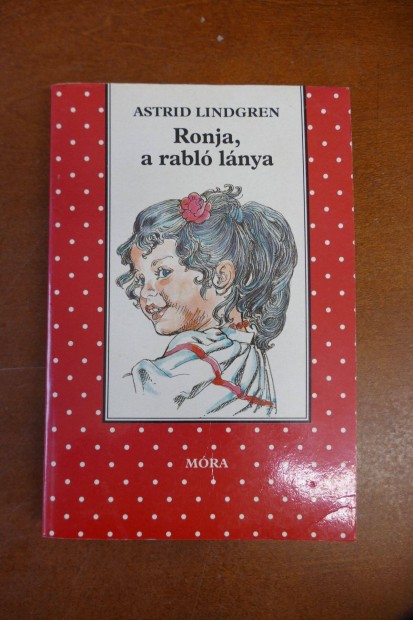 ASTRID LINDGREN
Ronja,
a rabló lánya
MÓRA